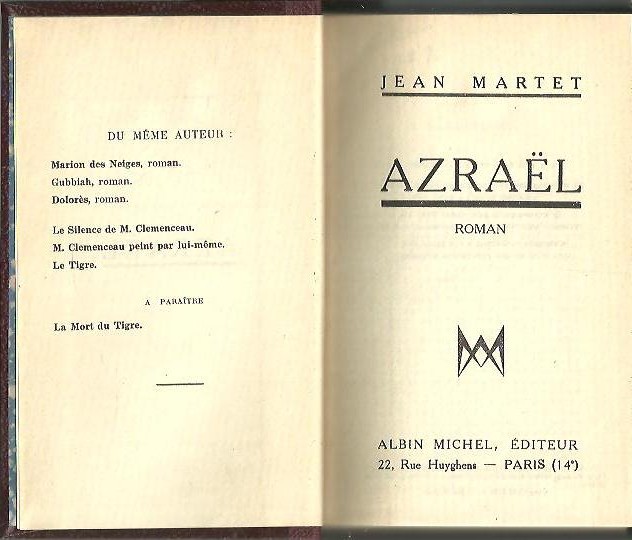 DU MÊME AUTEUR :
Marion des Neiges, roman.
Gubbiah, roman.
Dolorès, roman.
Le Silence de M. Clemenceau.
M. Clemenceau peint par lui-même.
Le Tigre.
A PARAÎTRE
La Mort du Tigre.
JEAN MARTET
AZRAËL
ROMAN
ALBIN MICHEL, ÉDITEUR
22, Rue Huyghens — PARIS (14e)